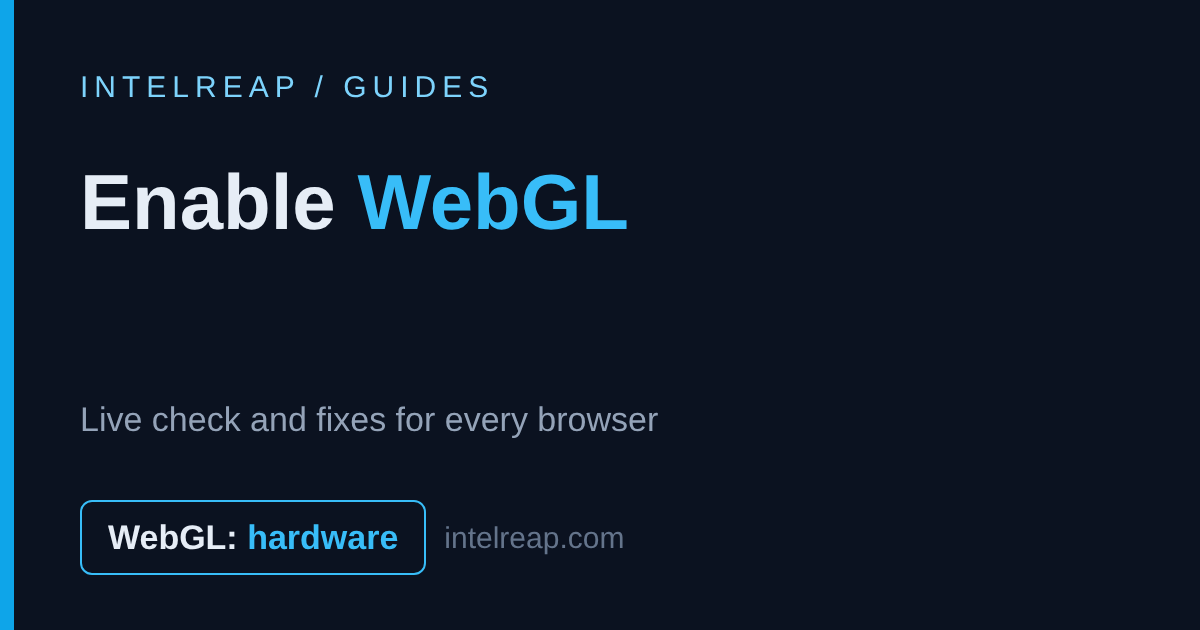 INTELREAP / GUIDES
Enable WebGL
Live check and fixes for every browser
WebGL: hardware
intelreap.com